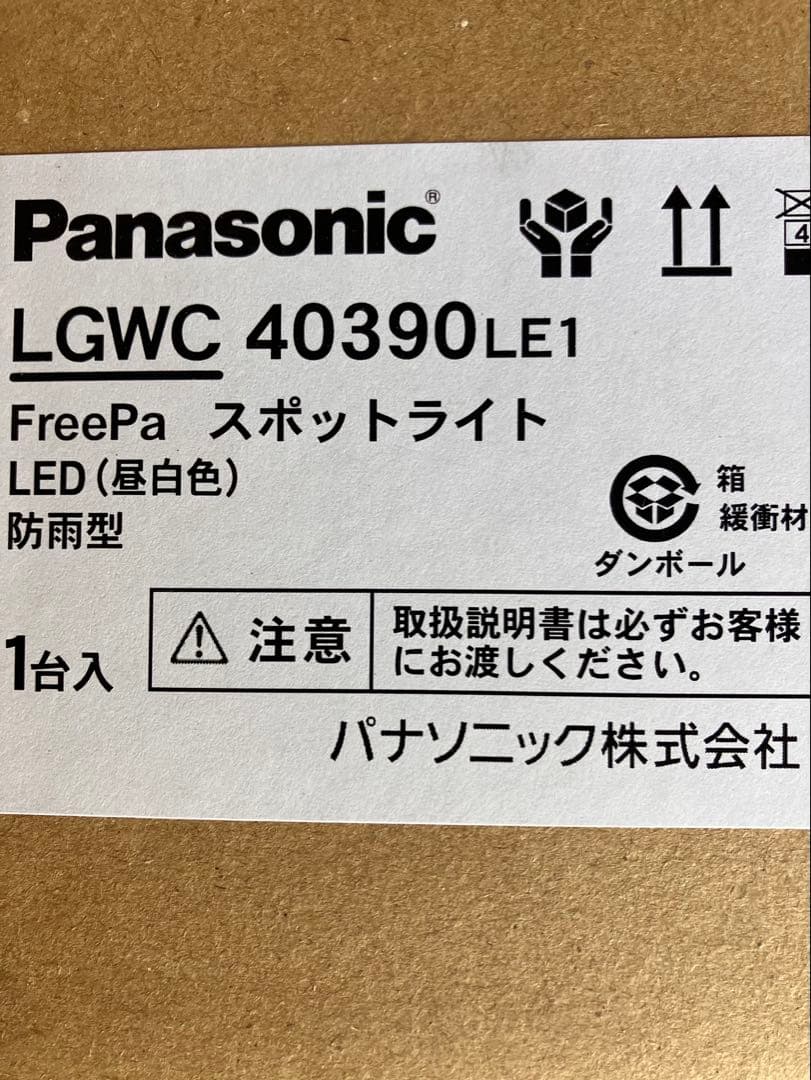 Panasonic®
LGWC 40390LE1
FreePa スポットライト
LED(昼白色)
防雨型
4
箱
緩衝材
ダンボール
1台入
注意
取扱説明書は必ずお客様
にお渡しください。
パナソニック株式会社